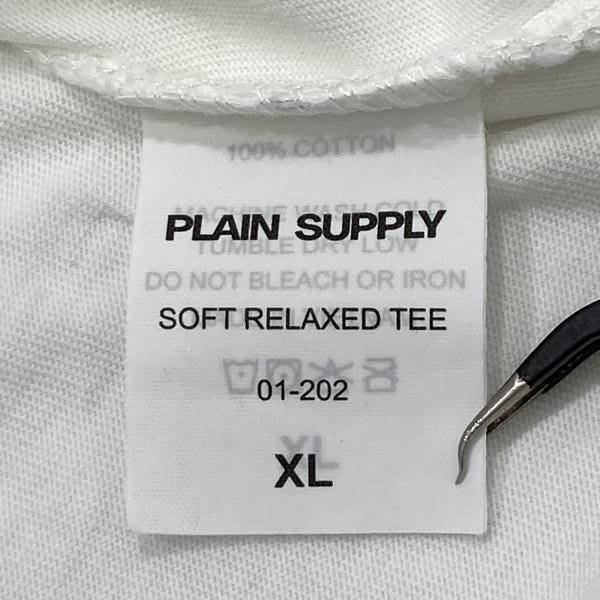 100% COTTON
MACHINE WASH COLD
PLAIN SUPPLY
TUMBLE DRY LOW
DO NOT BLEACH OR IRON
SOFT RELAXED TEE
01-202
XL
XL